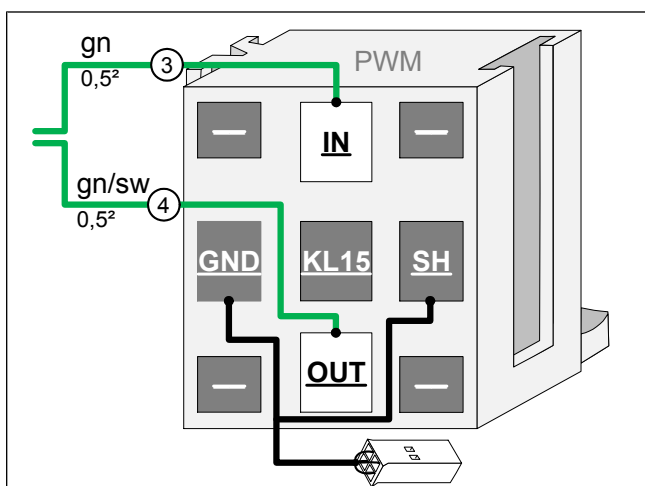 PWM
gn
0,5²
3
IN
gn/sw
0,5²
4
GND
KL15
SH
OUT